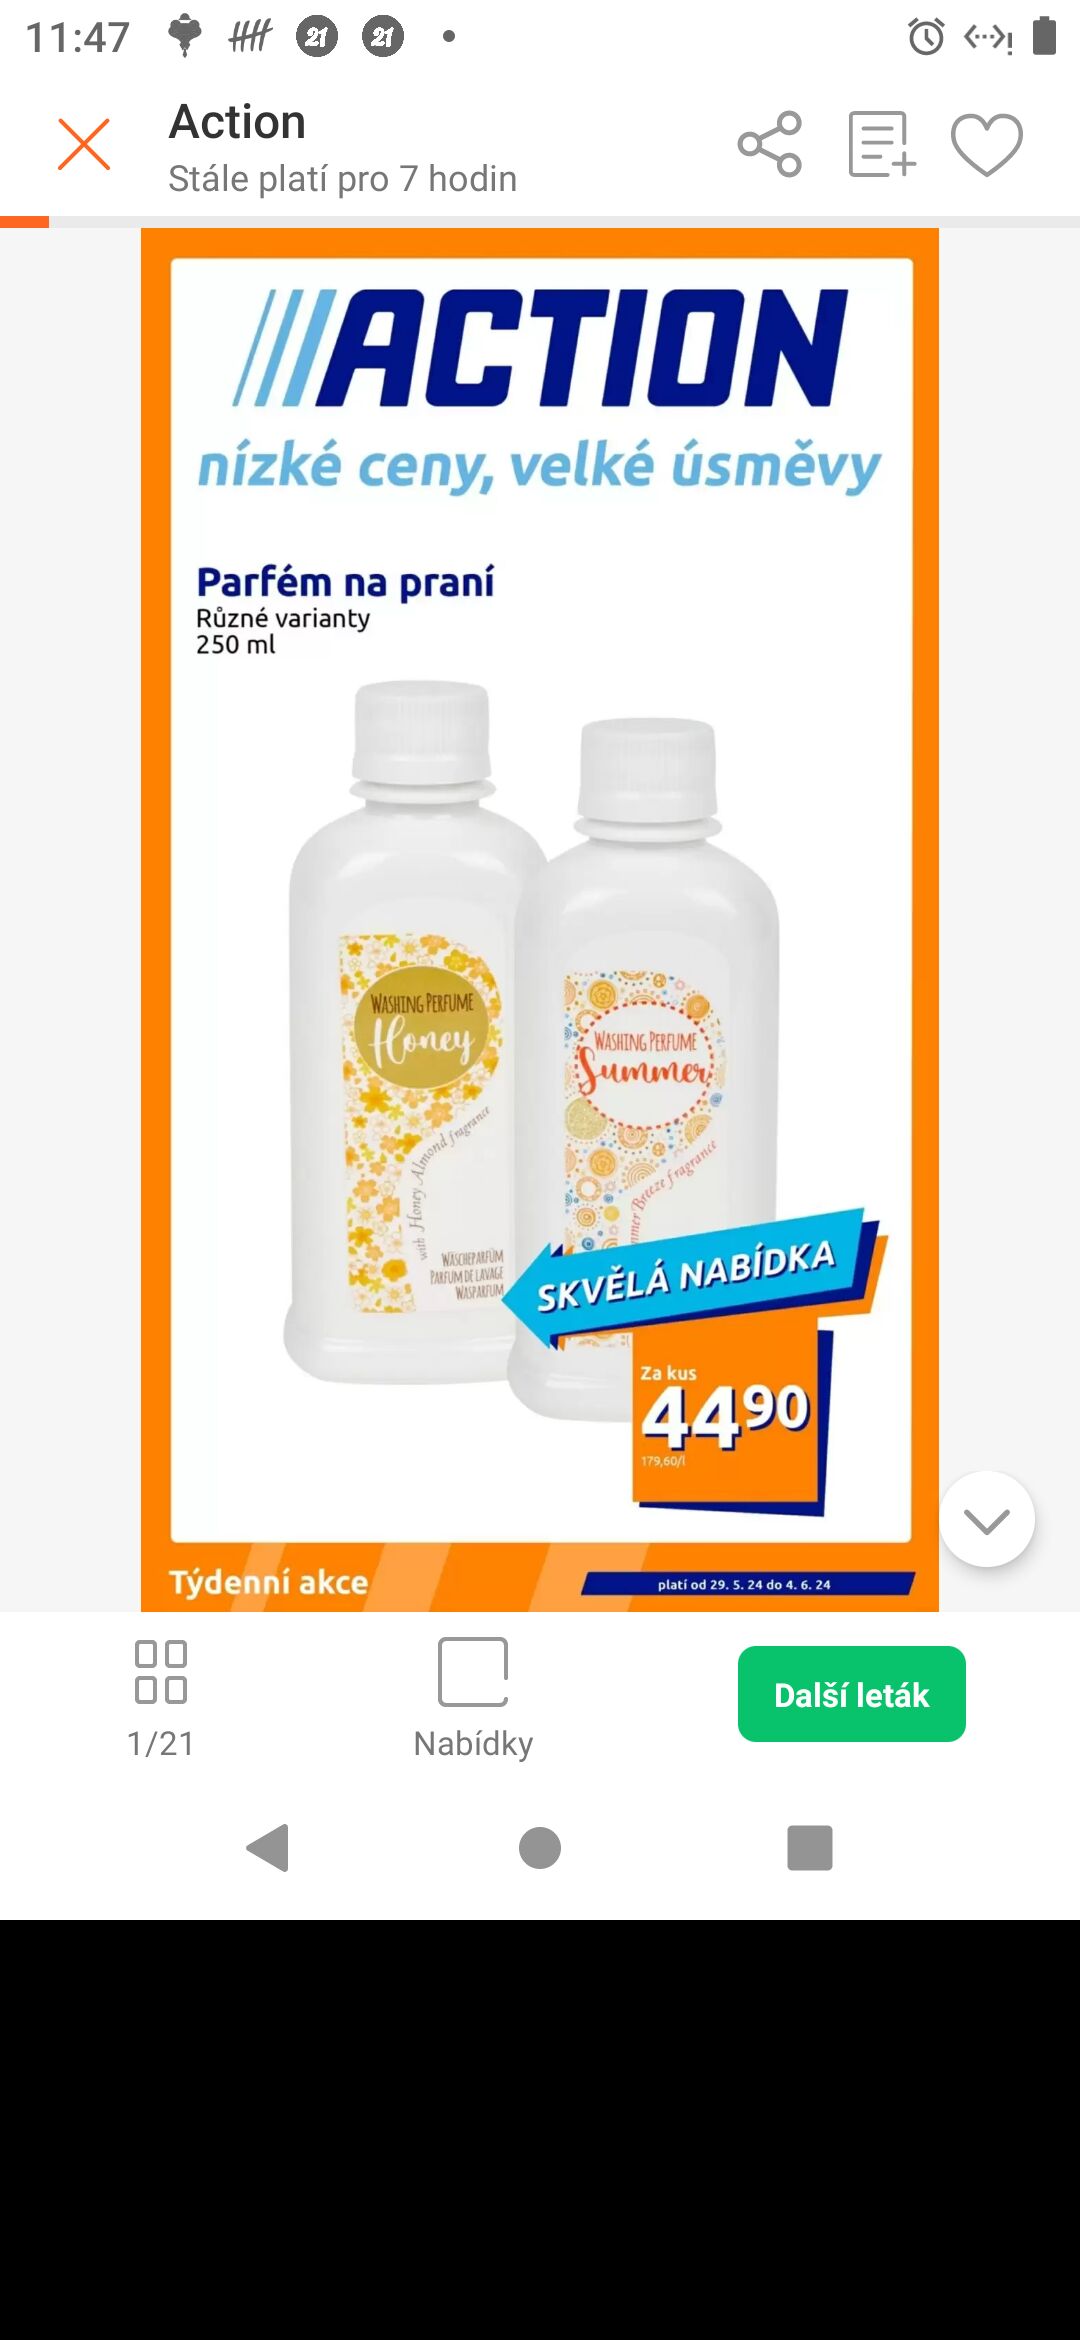 11:47
21
21
Action
Stále platí pro 7 hodin
ACTION
nízké ceny, velké úsměvy
Parfém na praní
Různé varianty
250 ml
WASHING PERFUME
Honey
with Honey Almond fragrance
WÄSCHEPARFÜM
PARFUM DE LAVAGE
WASPARFUM
WASHING PERFUME
Summer
Breeze fragrance
SKVĚLÁ NABÍDKA
Za kus
44 90
179,60/l
Týdenní akce
platí od 29. 5. 24 do 4. 6. 24
1/21
Nabídky
Další leták